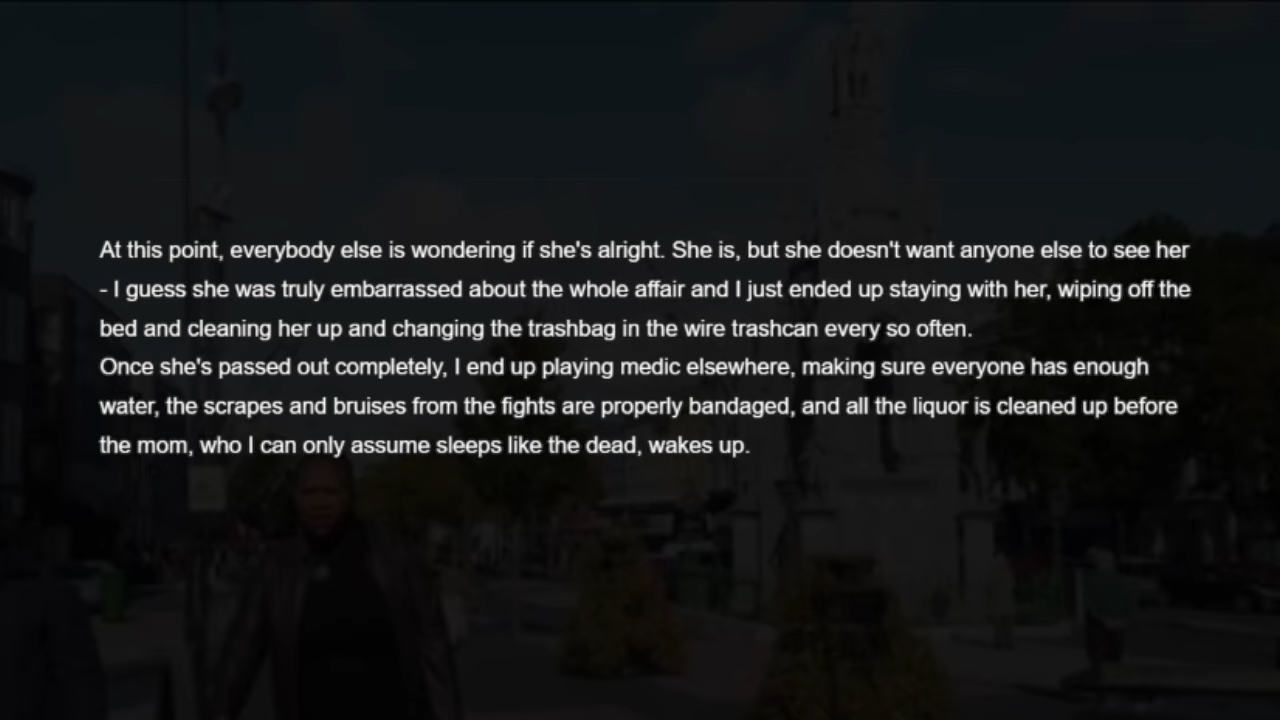 At this point, everybody else is wondering if she's alright. She is, but she doesn't want anyone else to see her
- I guess she was truly embarrassed about the whole affair and I just ended up staying with her, wiping off the
bed and cleaning her up and changing the trashbag in the wire trashcan every so often.
Once she's passed out completely, I end up playing medic elsewhere, making sure everyone has enough
water, the scrapes and bruises from the fights are properly bandaged, and all the liquor is cleaned up before
the mom, who I can only assume sleeps like the dead, wakes up.